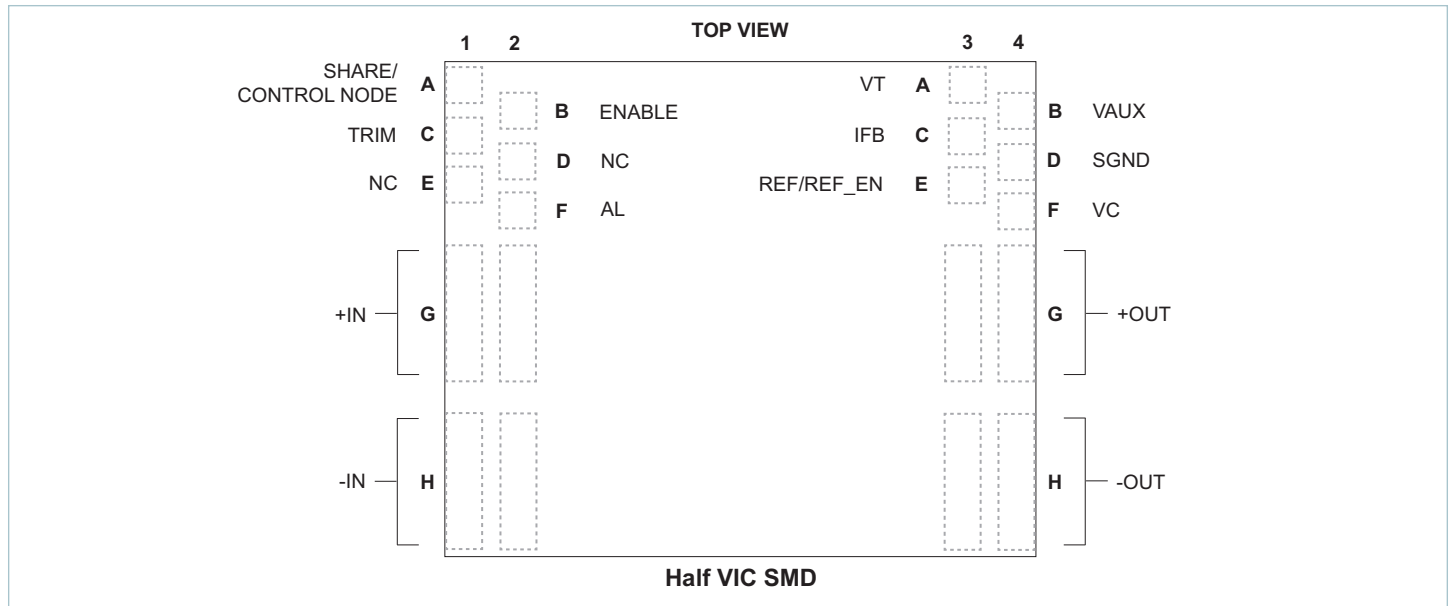 TOP VIEW
1 2 3 4
SHARE/
CONTROL NODE A
VT A
B ENABLE
B VAUX
TRIM C
IFB C
D NC
D SGND
NC E
REF/REF_EN E
F AL
F VC
+IN G
G +OUT
-IN H
H -OUT
Half VIC SMD